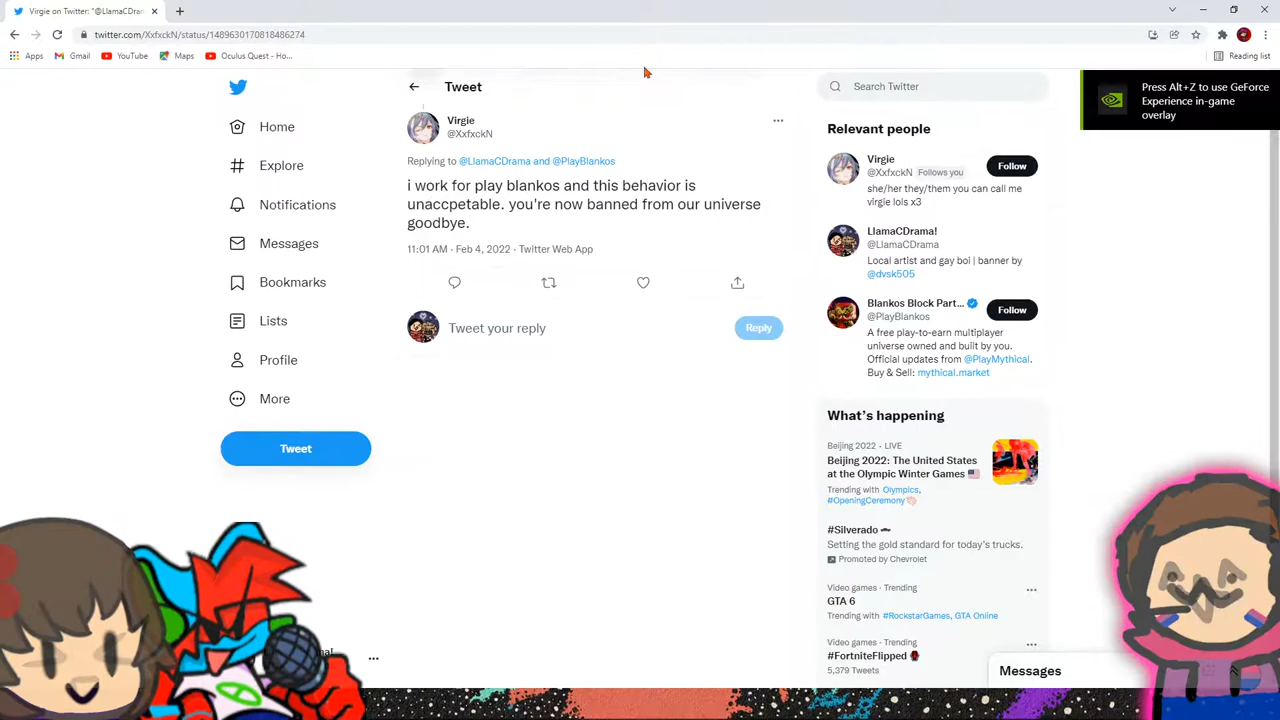 Virgie on Twitter: "@LlamaCDram
twitter.com/XxfxckN/status/1489630170818486274
Apps
Gmail
YouTube
Maps
Oculus Quest - Ho...
Reading list
Press Alt+Z to use GeForce
Experience in-game
overlay
Home
Explore
Notifications
Messages
Bookmarks
Lists
Profile
More
Tweet
Tweet
Virgie
@XxfxckN
Replying to @LlamaCDrama and @PlayBlankos
i work for play blankos and this behavior is
unaccpetable. you're now banned from our universe
goodbye.
11:01 AM · Feb 4, 2022 · Twitter Web App
Tweet your reply
Reply
Search Twitter
Relevant people
Virgie
@XxfxckN Follows you
Follow
she/her they/them you can call me
virgie lols x3
LlamaCDrama!
@LlamaCDrama
Local artist and gay boi | banner by
@dvsk505
Blankos Block Part...
@PlayBlankos
Follow
A free play-to-earn multiplayer
universe owned and built by you.
Official updates from @PlayMythical.
Buy & Sell: mythical.market
What's happening
Beijing 2022 · LIVE
Beijing 2022: The United States
at the Olympic Winter Games
Trending with Olympics,
#OpeningCeremony
#Silverado
Setting the gold standard for today's trucks.
Promoted by Chevrolet
Video games · Trending
GTA 6
Trending with #RockstarGames, GTA Online
Video games · Trending
#FortniteFlipped
5,379 Tweets
Messages